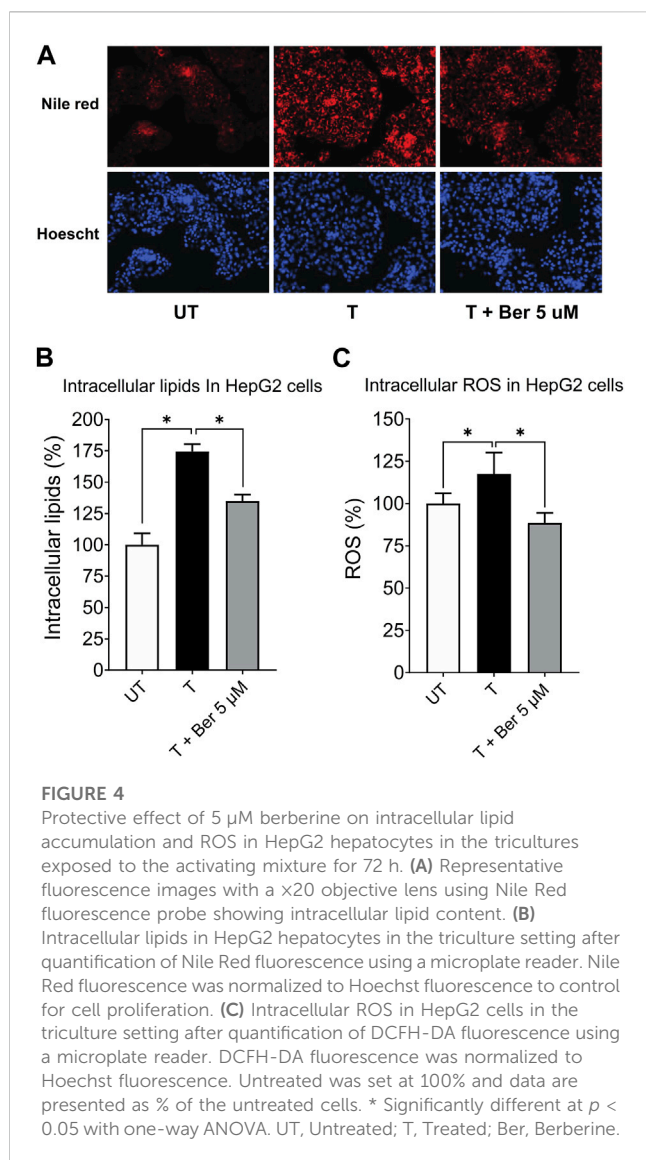 A
Nile red
Hoescht
UT T T + Ber 5 uM
B
Intracellular lipids In HepG2 cells
Intracellular lipids (%)
200
175
150
125
100
75
50
25
0
* *
UT
T
T + Ber 5 µM
C
Intracellular ROS in HepG2 cells
ROS (%)
150
125
100
75
50
25
0
* *
UT
T
T + Ber 5 µM
FIGURE 4
Protective effect of 5 µM berberine on intracellular lipid
accumulation and ROS in HepG2 hepatocytes in the tricultures
exposed to the activating mixture for 72 h. (A) Representative
fluorescence images with a ×20 objective lens using Nile Red
fluorescence probe showing intracellular lipid content. (B)
Intracellular lipids in HepG2 hepatocytes in the triculture setting after
quantification of Nile Red fluorescence using a microplate reader. Nile
Red fluorescence was normalized to Hoechst fluorescence to control
for cell proliferation. (C) Intracellular ROS in HepG2 cells in the
triculture setting after quantification of DCFH-DA fluorescence using
a microplate reader. DCFH-DA fluorescence was normalized to
Hoechst fluorescence. Untreated was set at 100% and data are
presented as % of the untreated cells. * Significantly different at p <
0.05 with one-way ANOVA. UT, Untreated; T, Treated; Ber, Berberine.